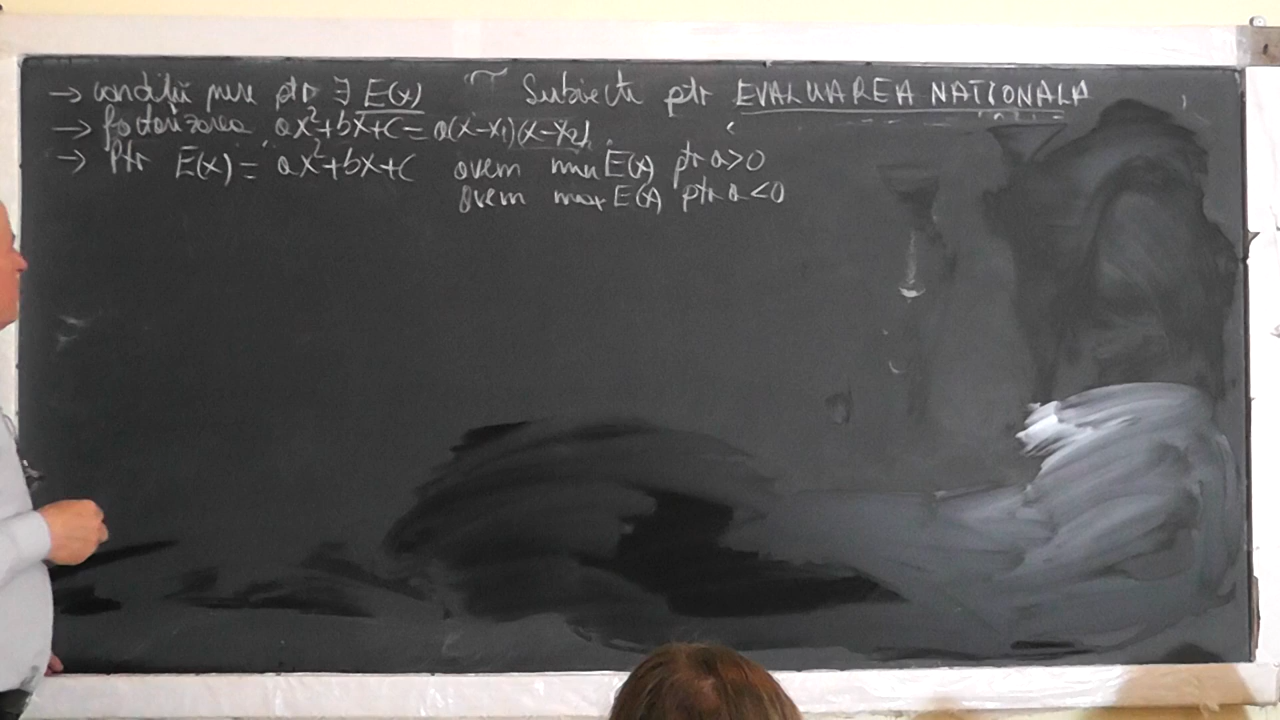 Subiecte ptr EVALUAREA NATIONALA
→ condiții puse ptr ∃ E(x)
→ factorizarea ax²+bx+c=a(x-x₁)(x-x₂)
→ Ptr E(x) = ax²+bx+c avem min E(x) ptr a>0
avem max E(x) ptr a<0